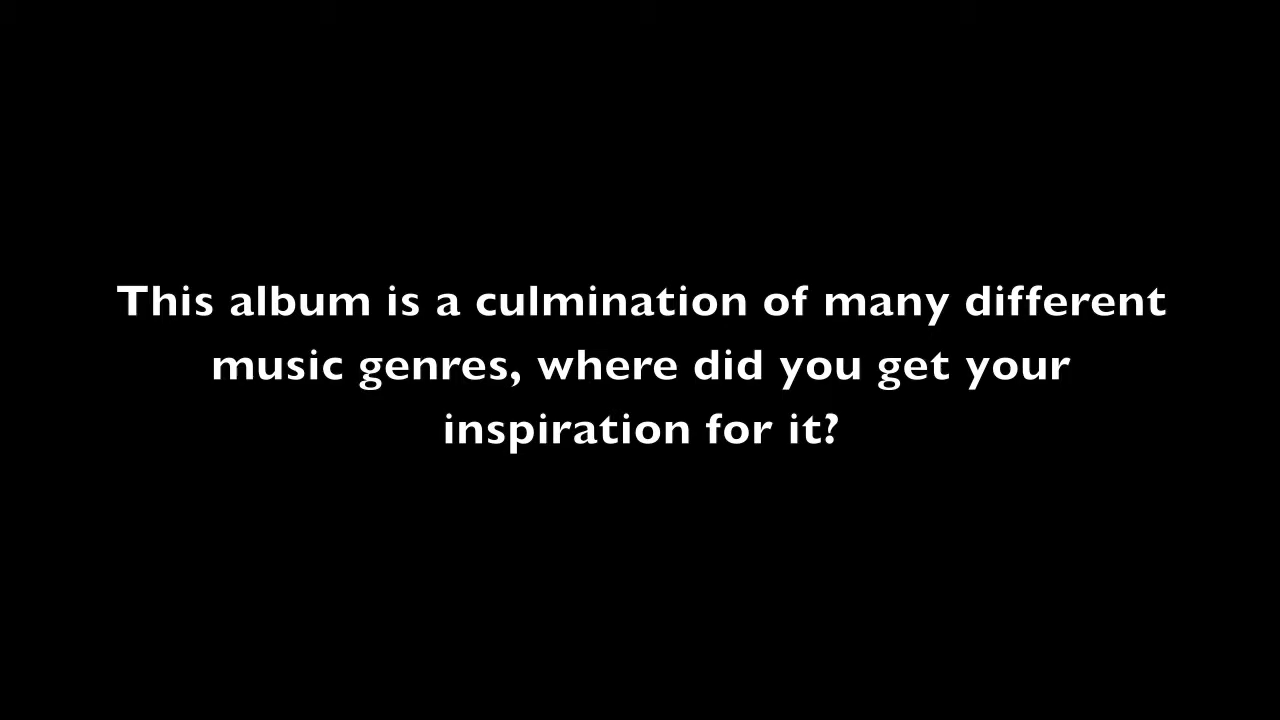 This album is a culmination of many different
music genres, where did you get your
inspiration for it?